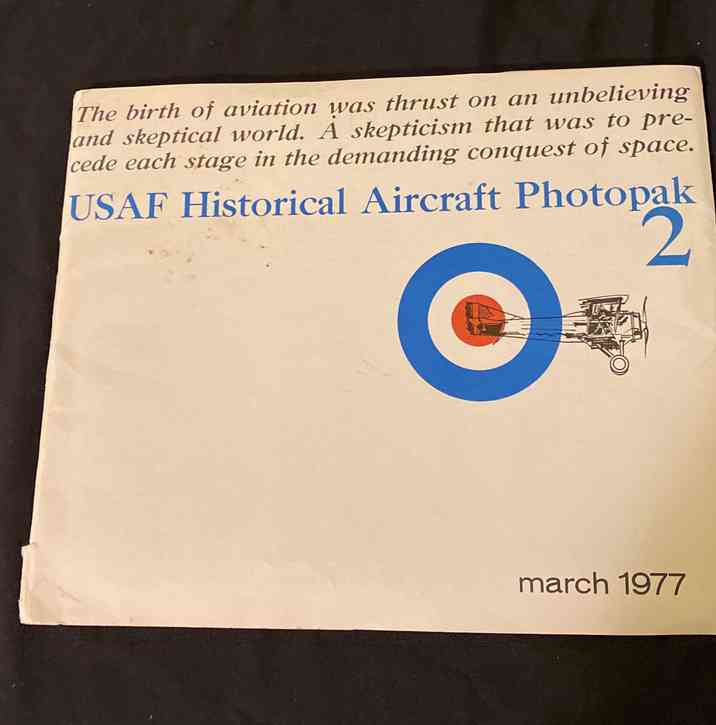 The birth of aviation was thrust on an unbelieving
and skeptical world. A skepticism that was to pre-
cede each stage in the demanding conquest of space.
USAF Historical Aircraft Photopak
2
march 1977